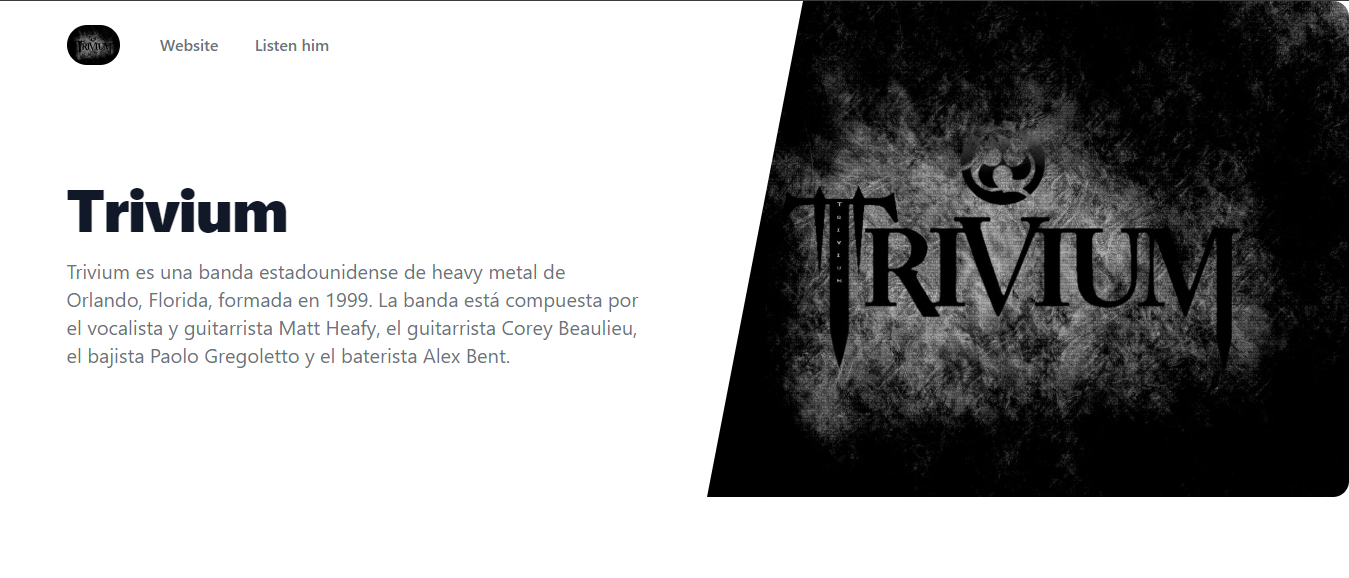 TRIVIUM
Website
Listen him
Trivium
Trivium es una banda estadounidense de heavy metal de
Orlando, Florida, formada en 1999. La banda está compuesta por
el vocalista y guitarrista Matt Heafy, el guitarrista Corey Beaulieu,
el bajista Paolo Gregoletto y el baterista Alex Bent.
TRIVIUM
TRIVIUM